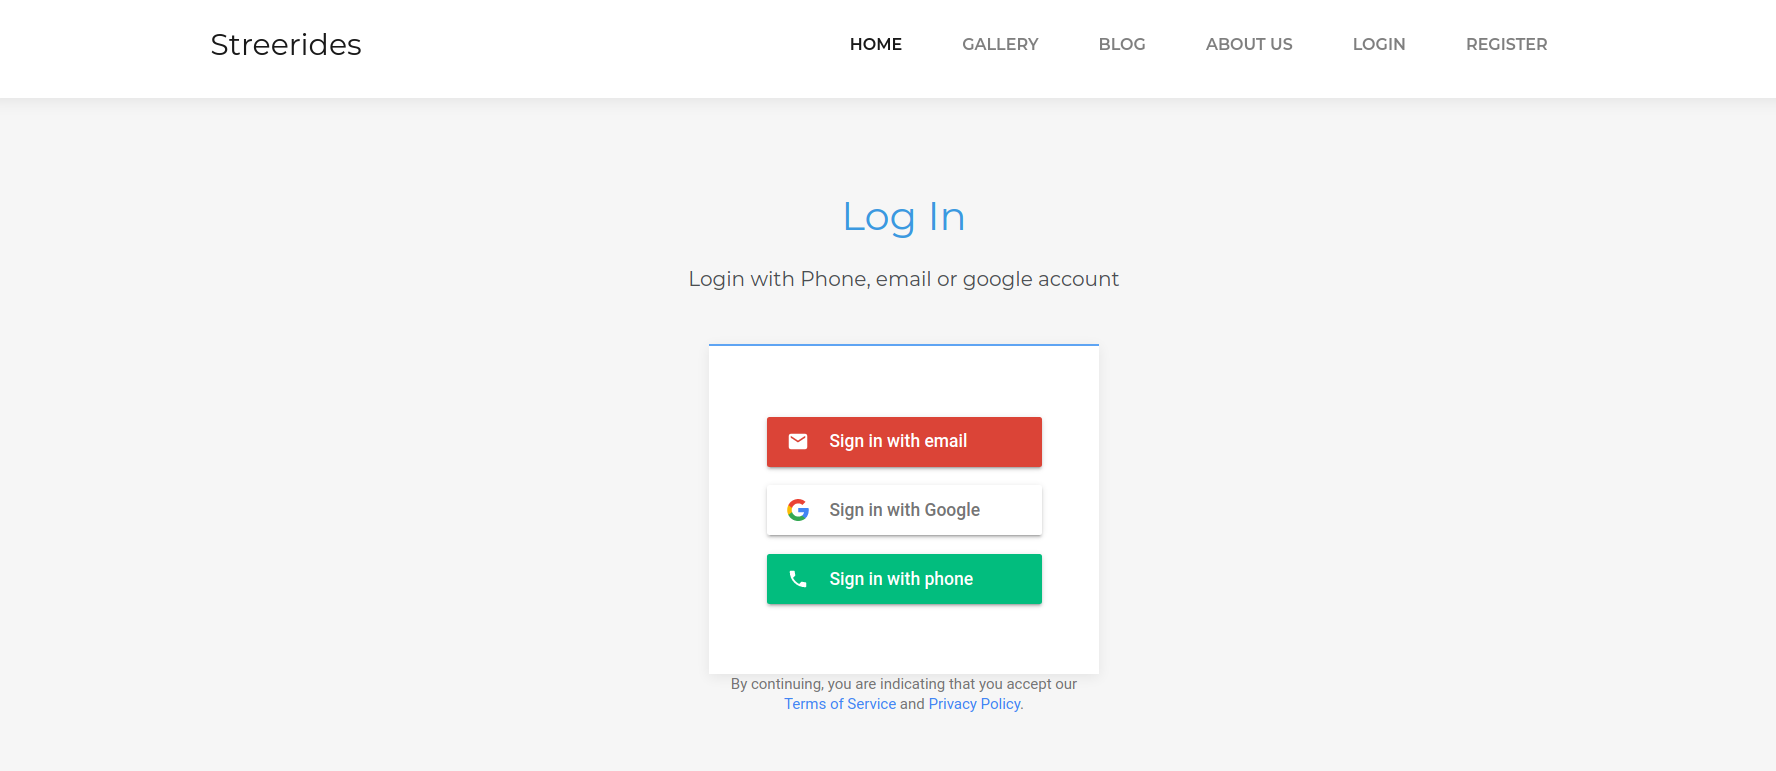 Streerides HOME GALLERY BLOG ABOUT US LOGIN REGISTER
Log In
Login with Phone, email or google account
Sign in with email
Sign in with Google
Sign in with phone
By continuing, you are indicating that you accept our
Terms of Service and Privacy Policy.